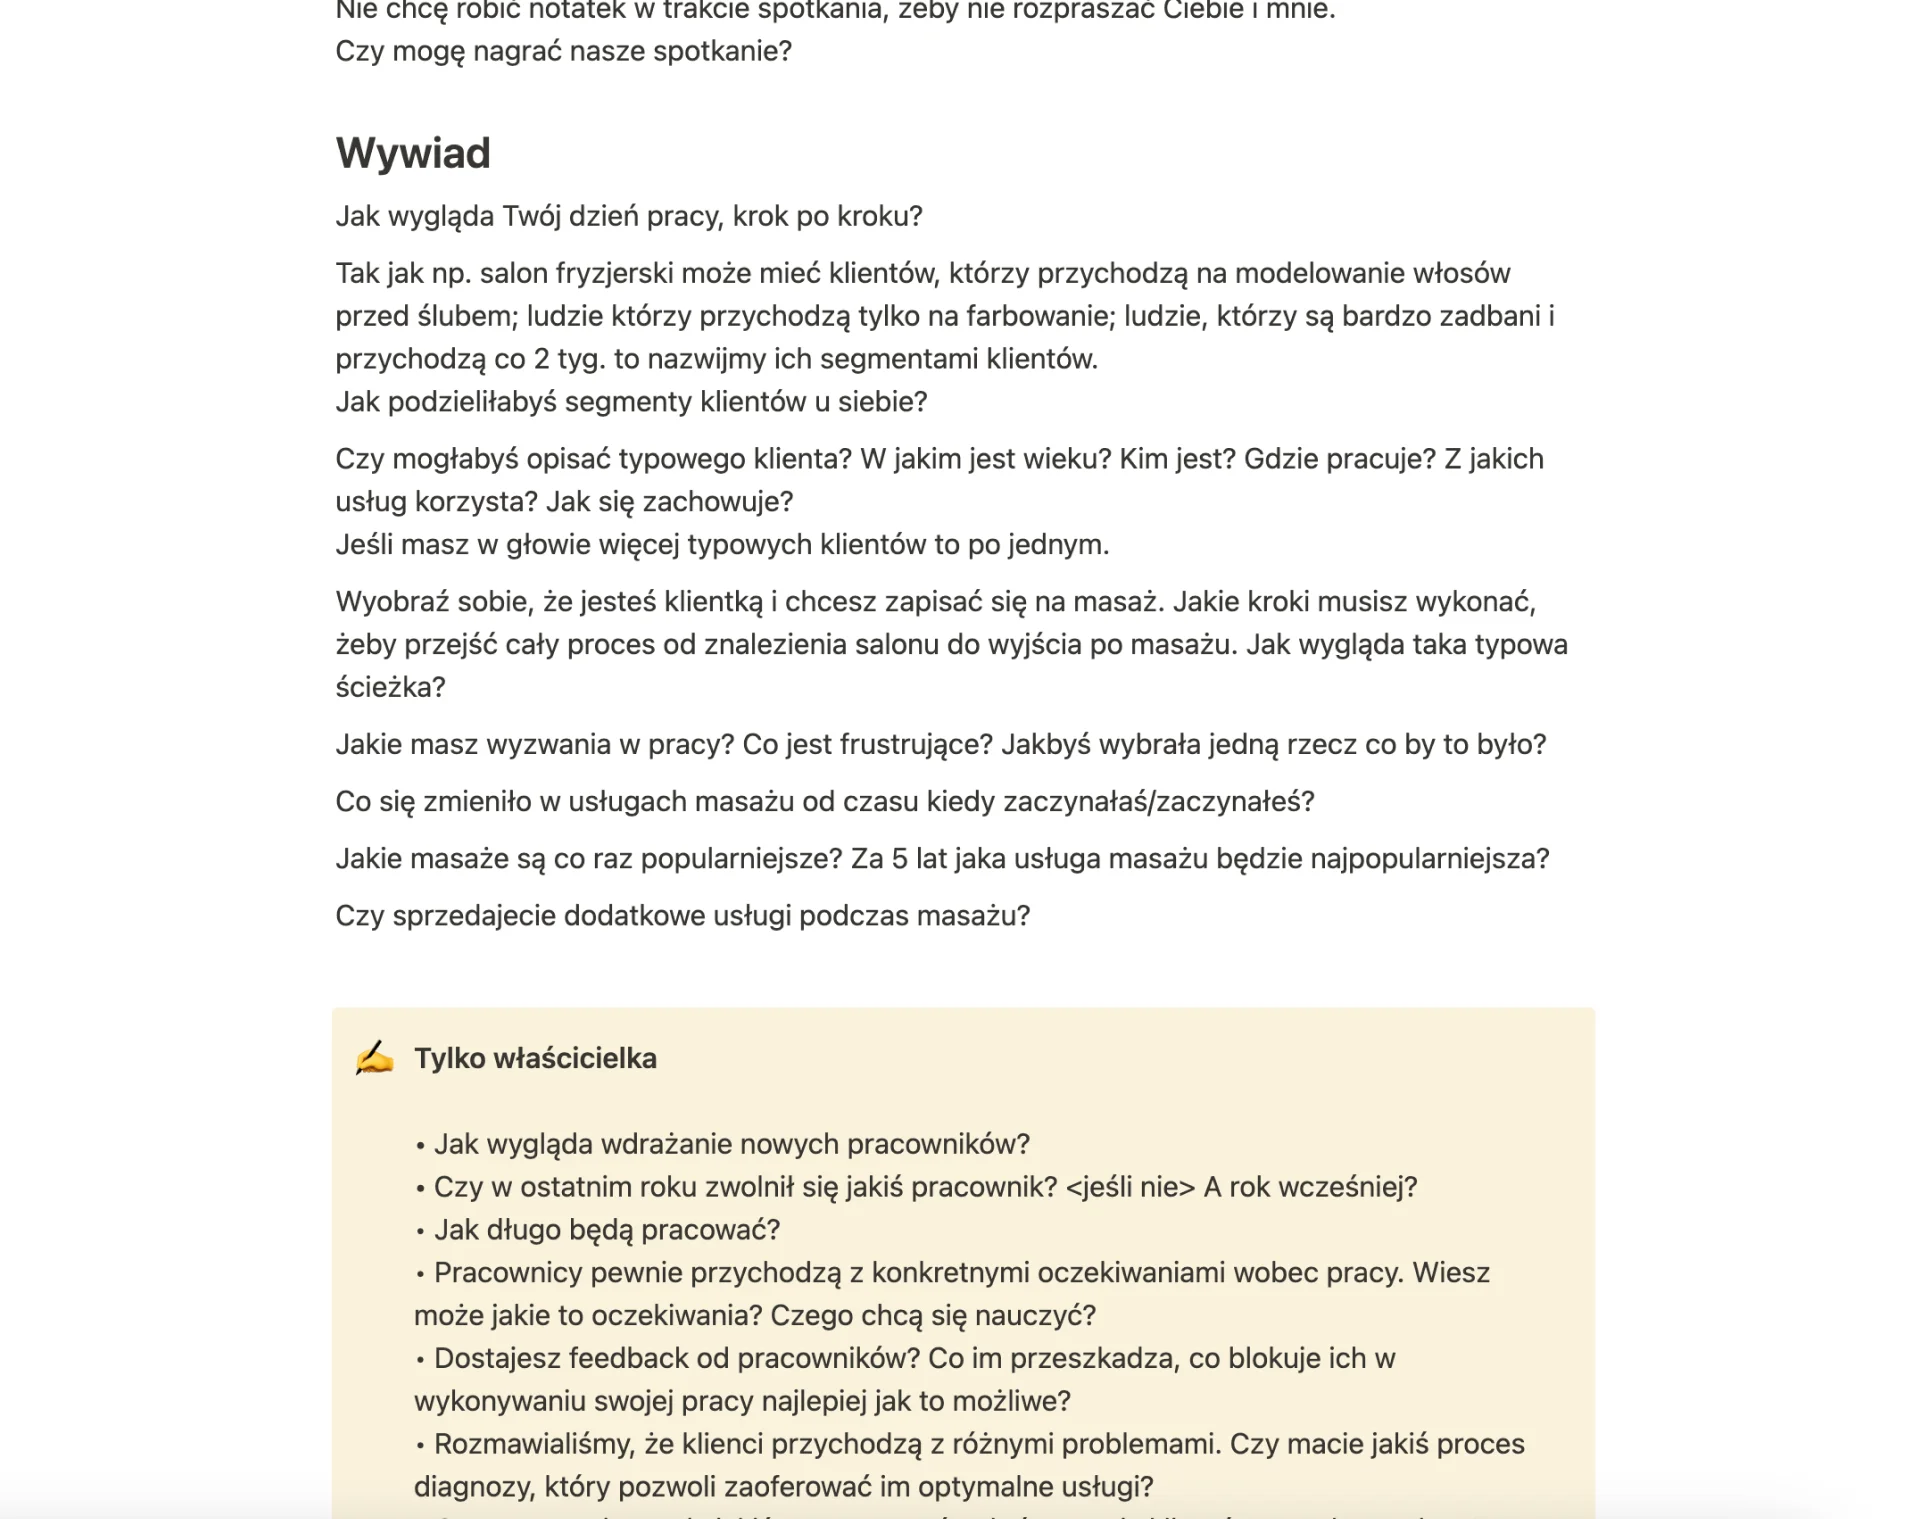 Nie chcę robić notatek w trakcie spotkania, żeby nie rozpraszać Ciebie i mnie.
Czy mogę nagrać nasze spotkanie?
Wywiad
Jak wygląda Twój dzień pracy, krok po kroku?
Tak jak np. salon fryzjerski może mieć klientów, którzy przychodzą na modelowanie włosów
przed ślubem; ludzie którzy przychodzą tylko na farbowanie; ludzie, którzy są bardzo zadbani i
przychodzą co 2 tyg. to nazwijmy ich segmentami klientów.
Jak podzieliłabyś segmenty klientów u siebie?
Czy mogłabyś opisać typowego klienta? W jakim jest wieku? Kim jest? Gdzie pracuje? Z jakich
usług korzysta? Jak się zachowuje?
Jeśli masz w głowie więcej typowych klientów to po jednym.
Wyobraź sobie, że jesteś klientką i chcesz zapisać się na masaż. Jakie kroki musisz wykonać,
żeby przejść cały proces od znalezienia salonu do wyjścia po masażu. Jak wygląda taka typowa
ścieżka?
Jakie masz wyzwania w pracy? Co jest frustrujące? Jakbyś wybrała jedną rzecz co by to było?
Co się zmieniło w usługach masażu od czasu kiedy zaczynałaś/zaczynałeś?
Jakie masaże są co raz popularniejsze? Za 5 lat jaka usługa masażu będzie najpopularniejsza?
Czy sprzedajecie dodatkowe usługi podczas masażu?
Tylko właścicielka
• Jak wygląda wdrażanie nowych pracowników?
• Czy w ostatnim roku zwolnił się jakiś pracownik? <jeśli nie> A rok wcześniej?
• Jak długo będą pracować?
• Pracownicy pewnie przychodzą z konkretnymi oczekiwaniami wobec pracy. Wiesz
może jakie to oczekiwania? Czego chcą się nauczyć?
• Dostajesz feedback od pracowników? Co im przeszkadza, co blokuje ich w
wykonywaniu swojej pracy najlepiej jak to możliwe?
• Rozmawialiśmy, że klienci przychodzą z różnymi problemami. Czy macie jakiś proces
diagnozy, który pozwoli zaoferować im optymalne usługi?